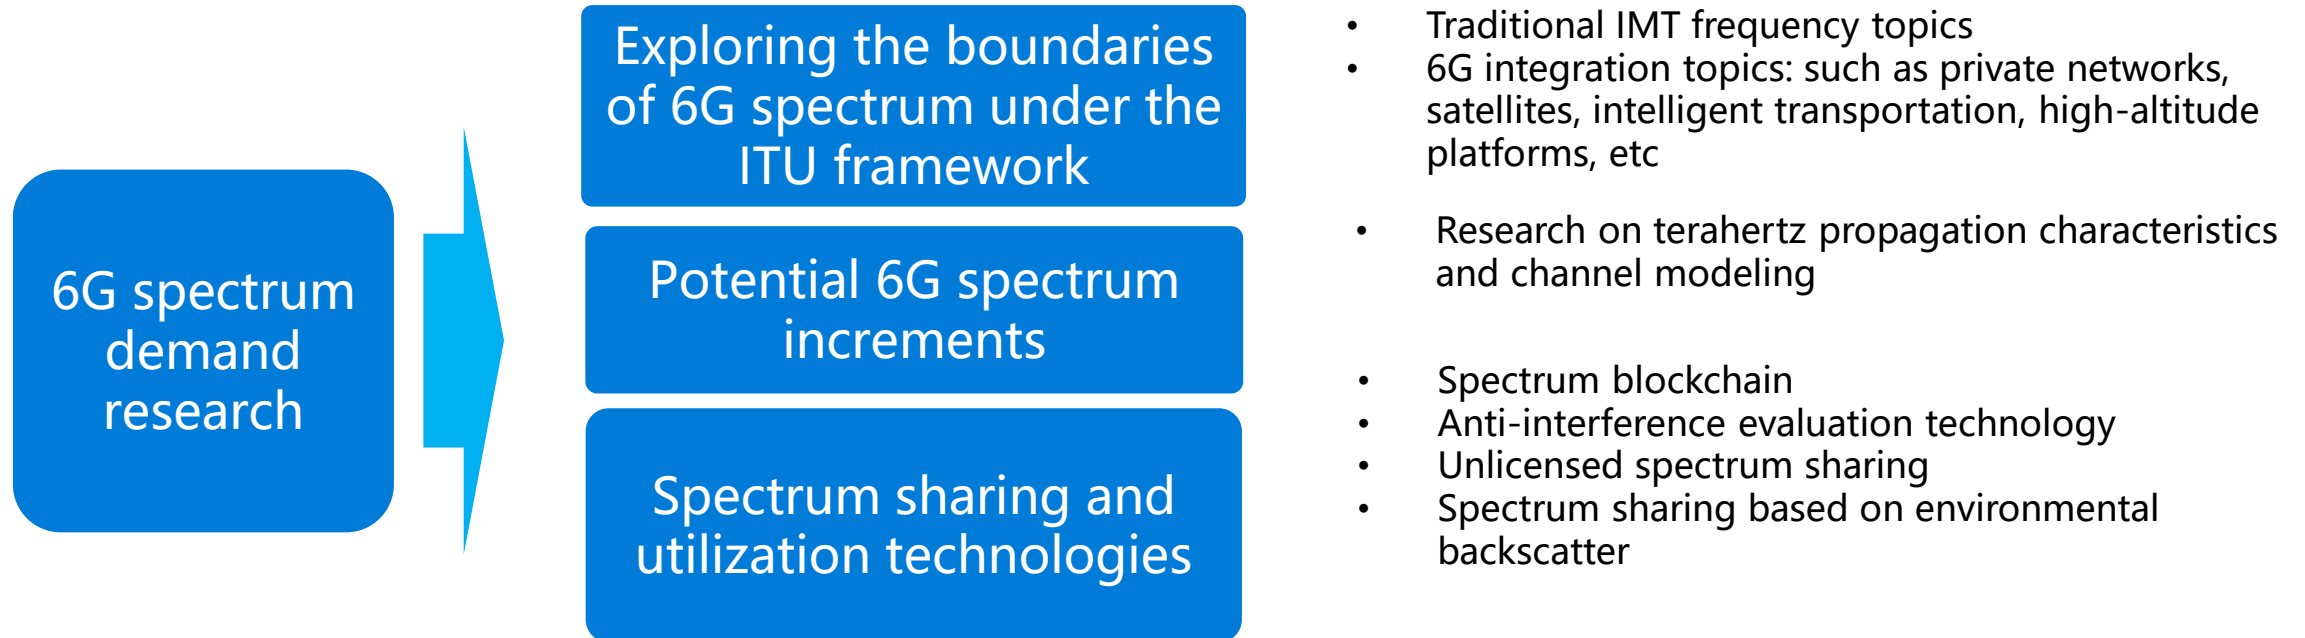 6G spectrum
demand
research
Exploring the boundaries
of 6G spectrum under the
ITU framework
Potential 6G spectrum
increments
Spectrum sharing and
utilization technologies
• Traditional IMT frequency topics
• 6G integration topics: such as private networks,
satellites, intelligent transportation, high-altitude
platforms, etc
• Research on terahertz propagation characteristics
and channel modeling
• Spectrum blockchain
• Anti-interference evaluation technology
• Unlicensed spectrum sharing
• Spectrum sharing based on environmental
backscatter